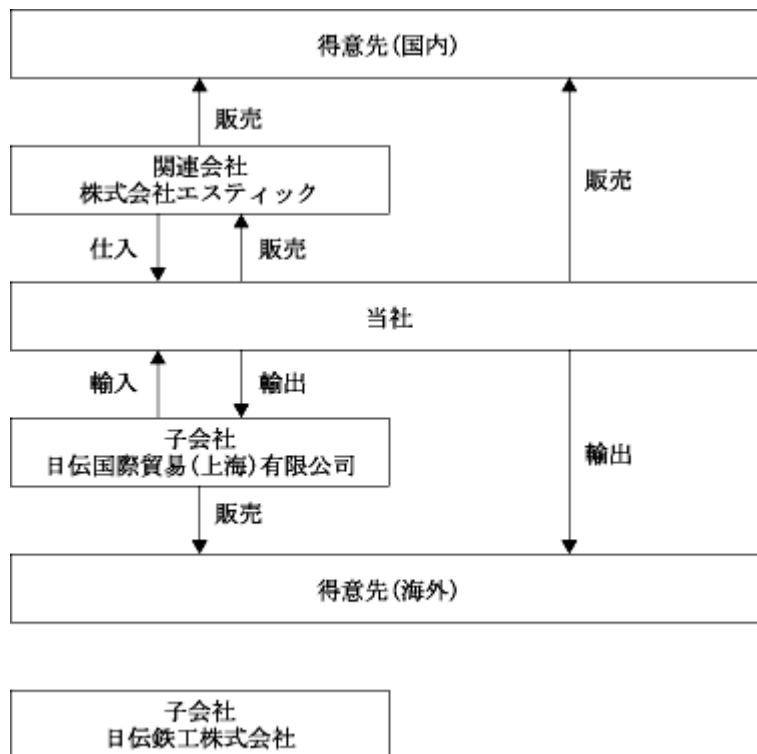 得意先(国内)
販売
関連会社
株式会社エスティック
販売
仕入
販売
当社
輸入
輸出
子会社
日伝国際貿易(上海)有限公司
輸出
販売
得意先(海外)
子会社
日伝鉄工株式会社